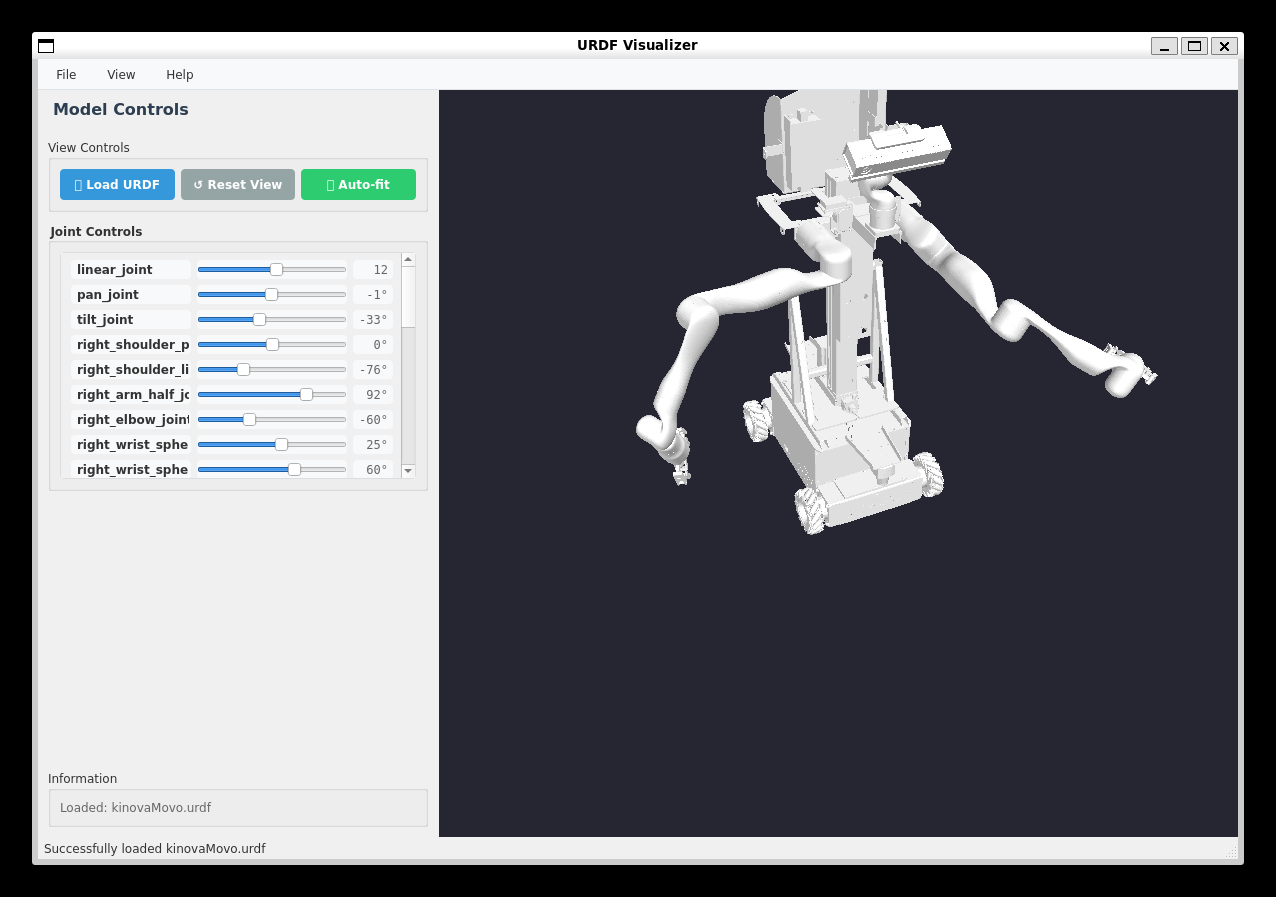 URDF Visualizer
File View Help
Model Controls
View Controls
Load URDF
↺ Reset View
Auto-fit
Joint Controls
linear_joint 12
pan_joint -1°
tilt_joint -33°
right_shoulder_p 0°
right_shoulder_li -76°
right_arm_half_jo 92°
right_elbow_joint -60°
right_wrist_sphe 25°
right_wrist_sphe 60°
Information
Loaded: kinovaMovo.urdf
Successfully loaded kinovaMovo.urdf